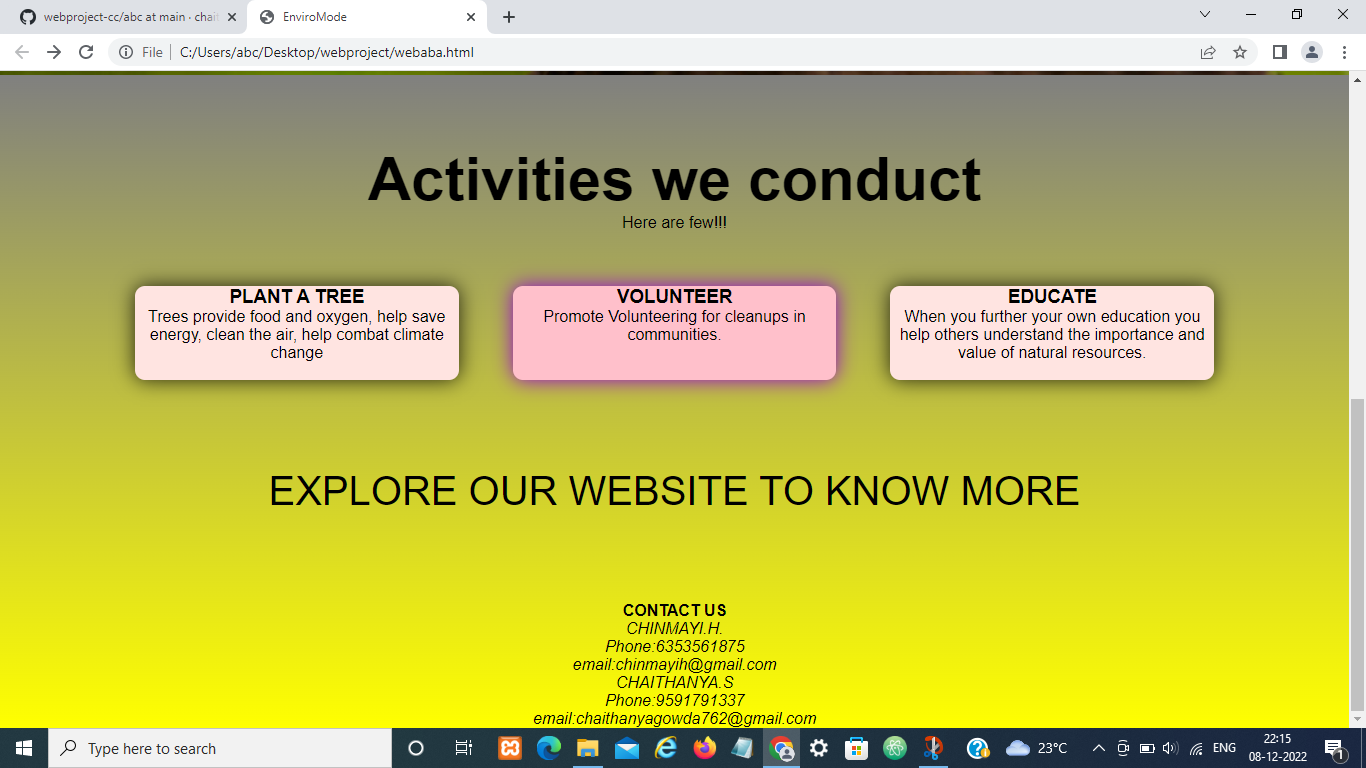 webproject-cc/abc at main · chait
EnviroMode
File
C:/Users/abc/Desktop/webproject/webaba.html
Activities we conduct
Here are few!!!
PLANT A TREE
Trees provide food and oxygen, help save
energy, clean the air, help combat climate
change
VOLUNTEER
Promote Volunteering for cleanups in
communities.
EDUCATE
When you further your own education you
help others understand the importance and
value of natural resources.
EXPLORE OUR WEBSITE TO KNOW MORE
CONTACT US
CHINMAYI.H.
Phone:6353561875
email:chinmayih@gmail.com
CHAITHANYA.S
Phone:9591791337
email:chaithanyagowda762@gmail.com
Type here to search
23°C
ENG
22:15
08-12-2022
1